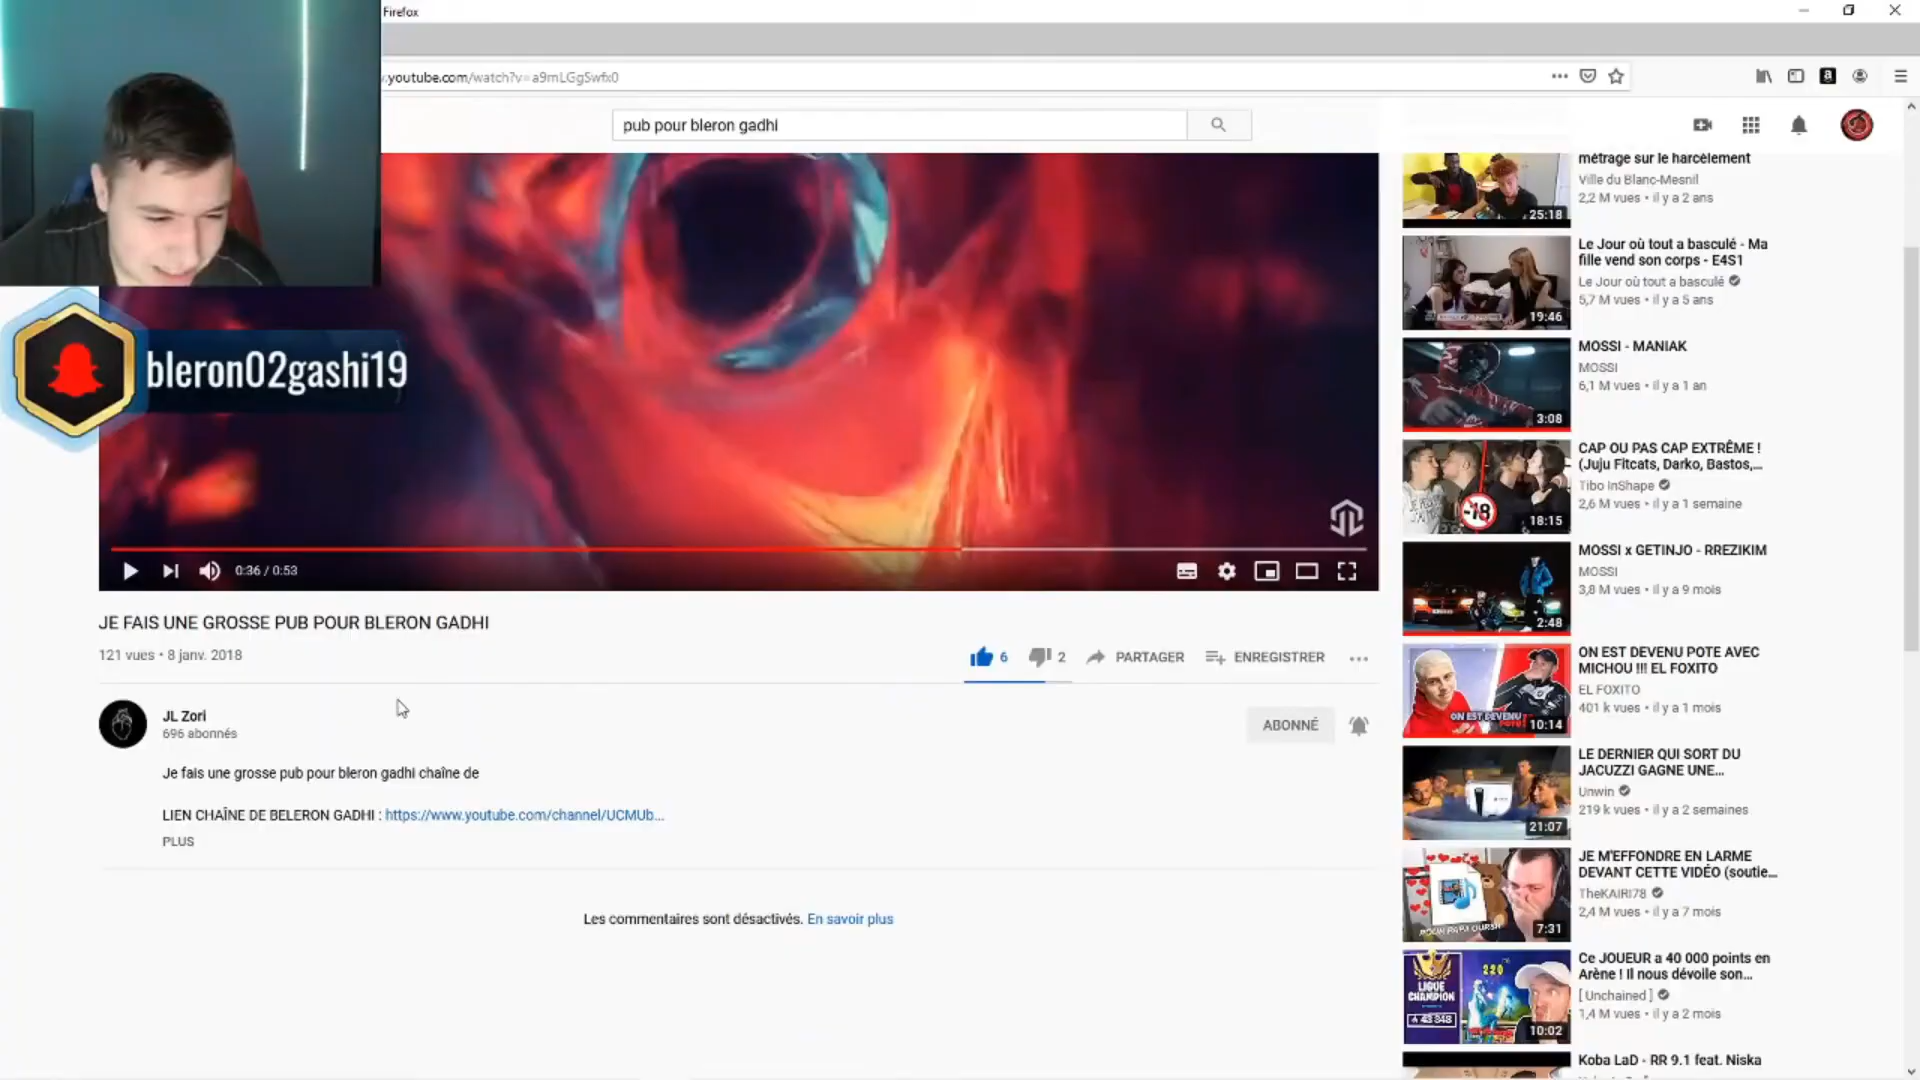 Firefox
.youtube.com/watch?v=a9mLGgSwfx0
pub pour bleron gadhi
bleron02gashi19
0:36 / 0:53
JE FAIS UNE GROSSE PUB POUR BLERON GADHI
121 vues • 8 janv. 2018
6
2
PARTAGER
ENREGISTRER
JL Zori
696 abonnés
ABONNÉ
Je fais une grosse pub pour bleron gadhi chaîne de
LIEN CHAÎNE DE BELERON GADHI : https://www.youtube.com/channel/UCMUb...
PLUS
Les commentaires sont désactivés. En savoir plus
métrage sur le harcèlement
Ville du Blanc-Mesnil
2,2 M vues • il y a 2 ans
25:18
Le Jour où tout a basculé - Ma
fille vend son corps - E4S1
Le Jour où tout a basculé
5,7 M vues • il y a 5 ans
19:46
MOSSI - MANIAK
MOSSI
6,1 M vues • il y a 1 an
3:08
CAP OU PAS CAP EXTRÊME !
(Juju Fitcats, Darko, Bastos,...
Tibo InShape
2,6 M vues • il y a 1 semaine
-18
18:15
MOSSI x GETINJO - RREZIKIM
MOSSI
3,8 M vues • il y a 9 mois
2:48
ON EST DEVENU POTE AVEC
MICHOU !!! EL FOXITO
EL FOXITO
401 k vues • il y a 1 mois
ON EST DEVENU POTE!
10:14
LE DERNIER QUI SORT DU
JACUZZI GAGNE UNE...
Unwin
219 k vues • il y a 2 semaines
21:07
JE M'EFFONDRE EN LARME
DEVANT CETTE VIDÉO (soutie...
TheKAIRI78
2,4 M vues • il y a 7 mois
7:31
Ce JOUEUR a 40 000 points en
Arène ! Il nous dévoile son...
[ Unchained ]
1,4 M vues • il y a 2 mois
LIGUE
CHAMPION
220
10:02
Koba LaD - RR 9.1 feat. Niska